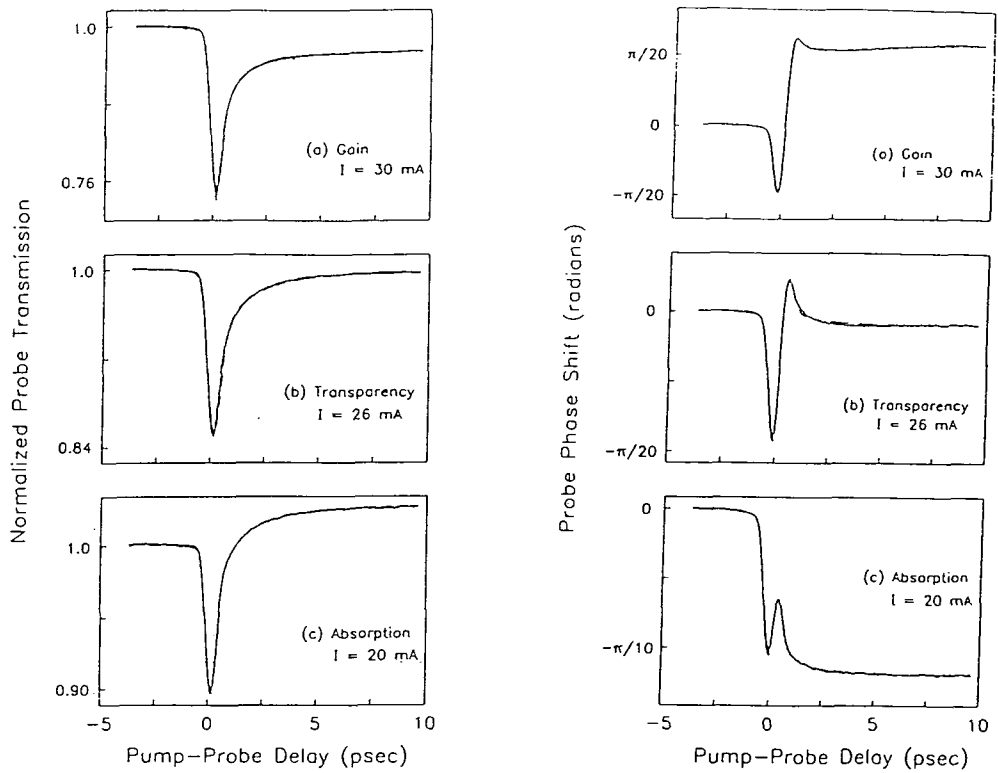 Normalized Probe Transmission
1.0
0.76
(a) Gain
I = 30 mA
1.0
0.84
(b) Transparency
I = 26 mA
1.0
0.90
(c) Absorption
I = 20 mA
-5
0
5
10
Pump-Probe Delay (psec)
Probe Phase Shift (radians)
π/20
0
-π/20
(a) Gain
I = 30 mA
0
-π/20
(b) Transparency
I = 26 mA
0
-π/10
(c) Absorption
I = 20 mA
-5
0
5
10
Pump-Probe Delay (psec)